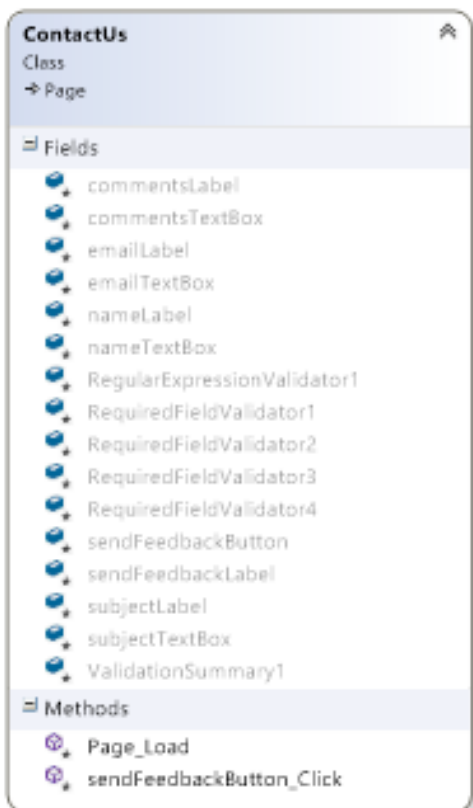 ContactUs
Class
Page
Fields
commentsLabel
commentsTextBox
emailLabel
emailTextBox
nameLabel
nameTextBox
RegularExpressionValidator1
RequiredFieldValidator1
RequiredFieldValidator2
RequiredFieldValidator3
RequiredFieldValidator4
sendFeedbackButton
sendFeedbackLabel
subjectLabel
subjectTextBox
ValidationSummary1
Methods
Page_Load
sendFeedbackButton_Click